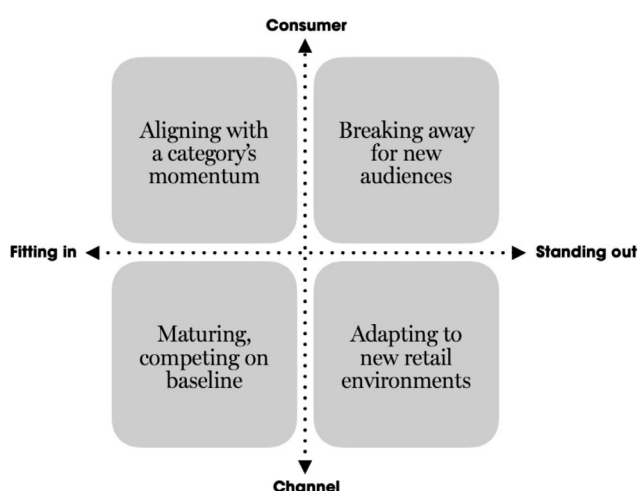 Consumer
Aligning with
a category's
momentum
Breaking away
for new
audiences
Fitting in
Standing out
Maturing,
competing on
baseline
Adapting to
new retail
environments
Channel